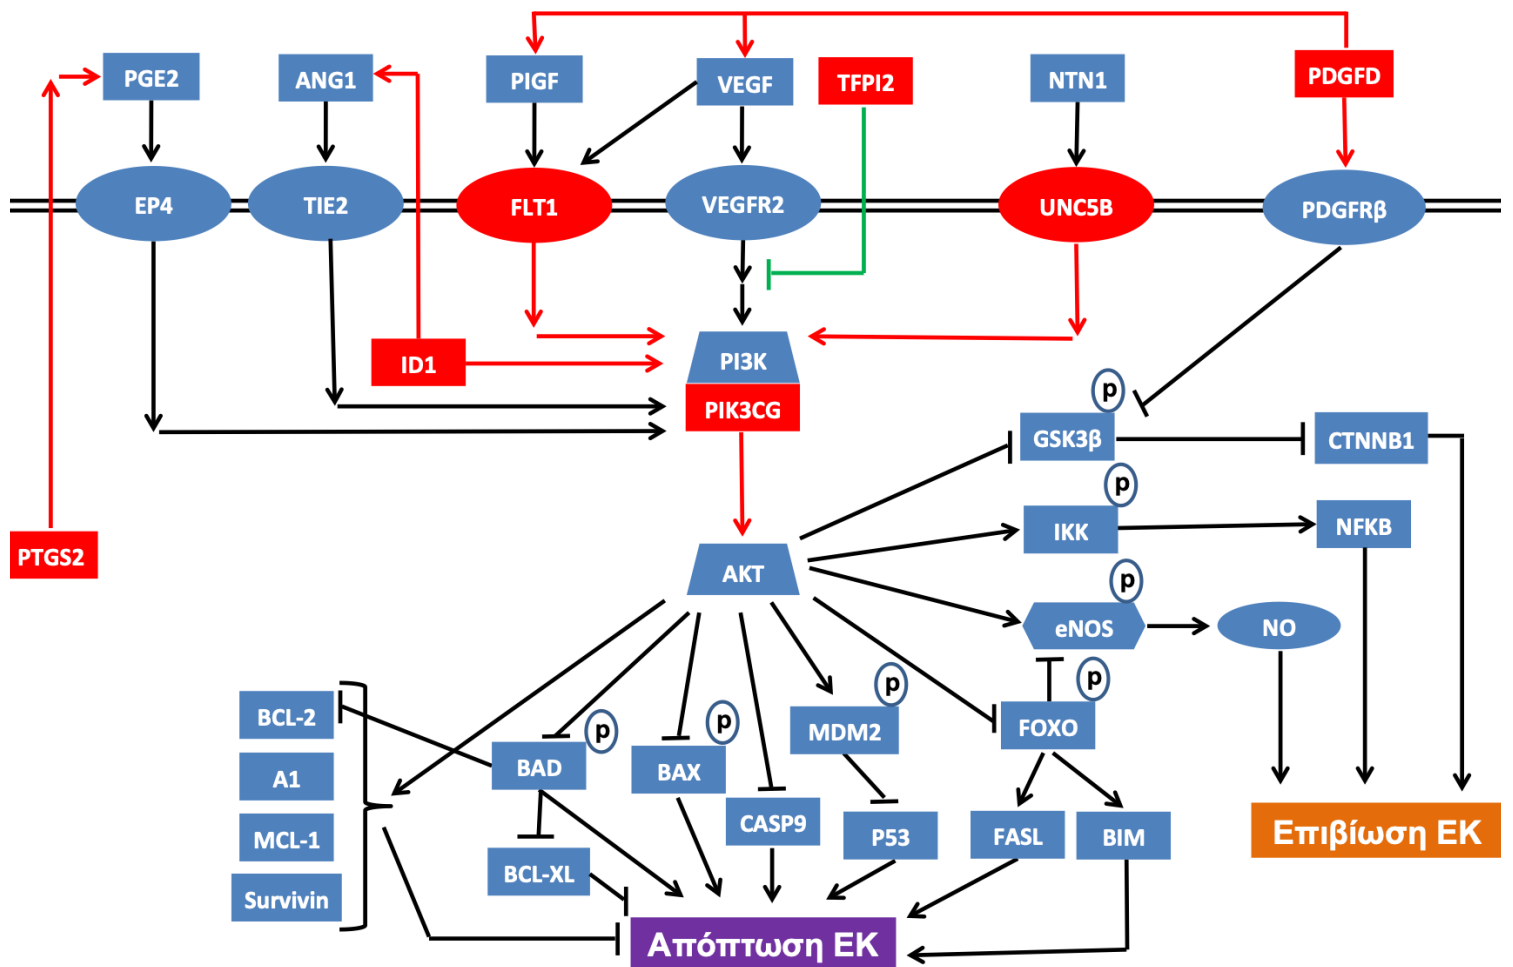 PGE2
ANG1
PIGF
VEGF
TFPI2
NTN1
PDGFD
EP4
TIE2
FLT1
VEGFR2
UNC5B
PDGFRβ
ID1
PI3K
PIK3CG
p
GSK3β
CTNNB1
p
IKK
NFKB
PTGS2
AKT
p
eNOS
NO
p
FOXO
p
MDM2
p
BAX
p
BAD
BCL-2
A1
MCL-1
Survivin
BCL-XL
CASP9
P53
FASL
BIM
Επιβίωση ΕΚ
Απόπτωση ΕΚ